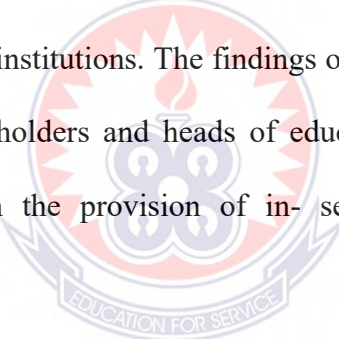 institutions. The findings o
holders and heads of educ
the provision of in- se
EDUCATION FOR SERVICE